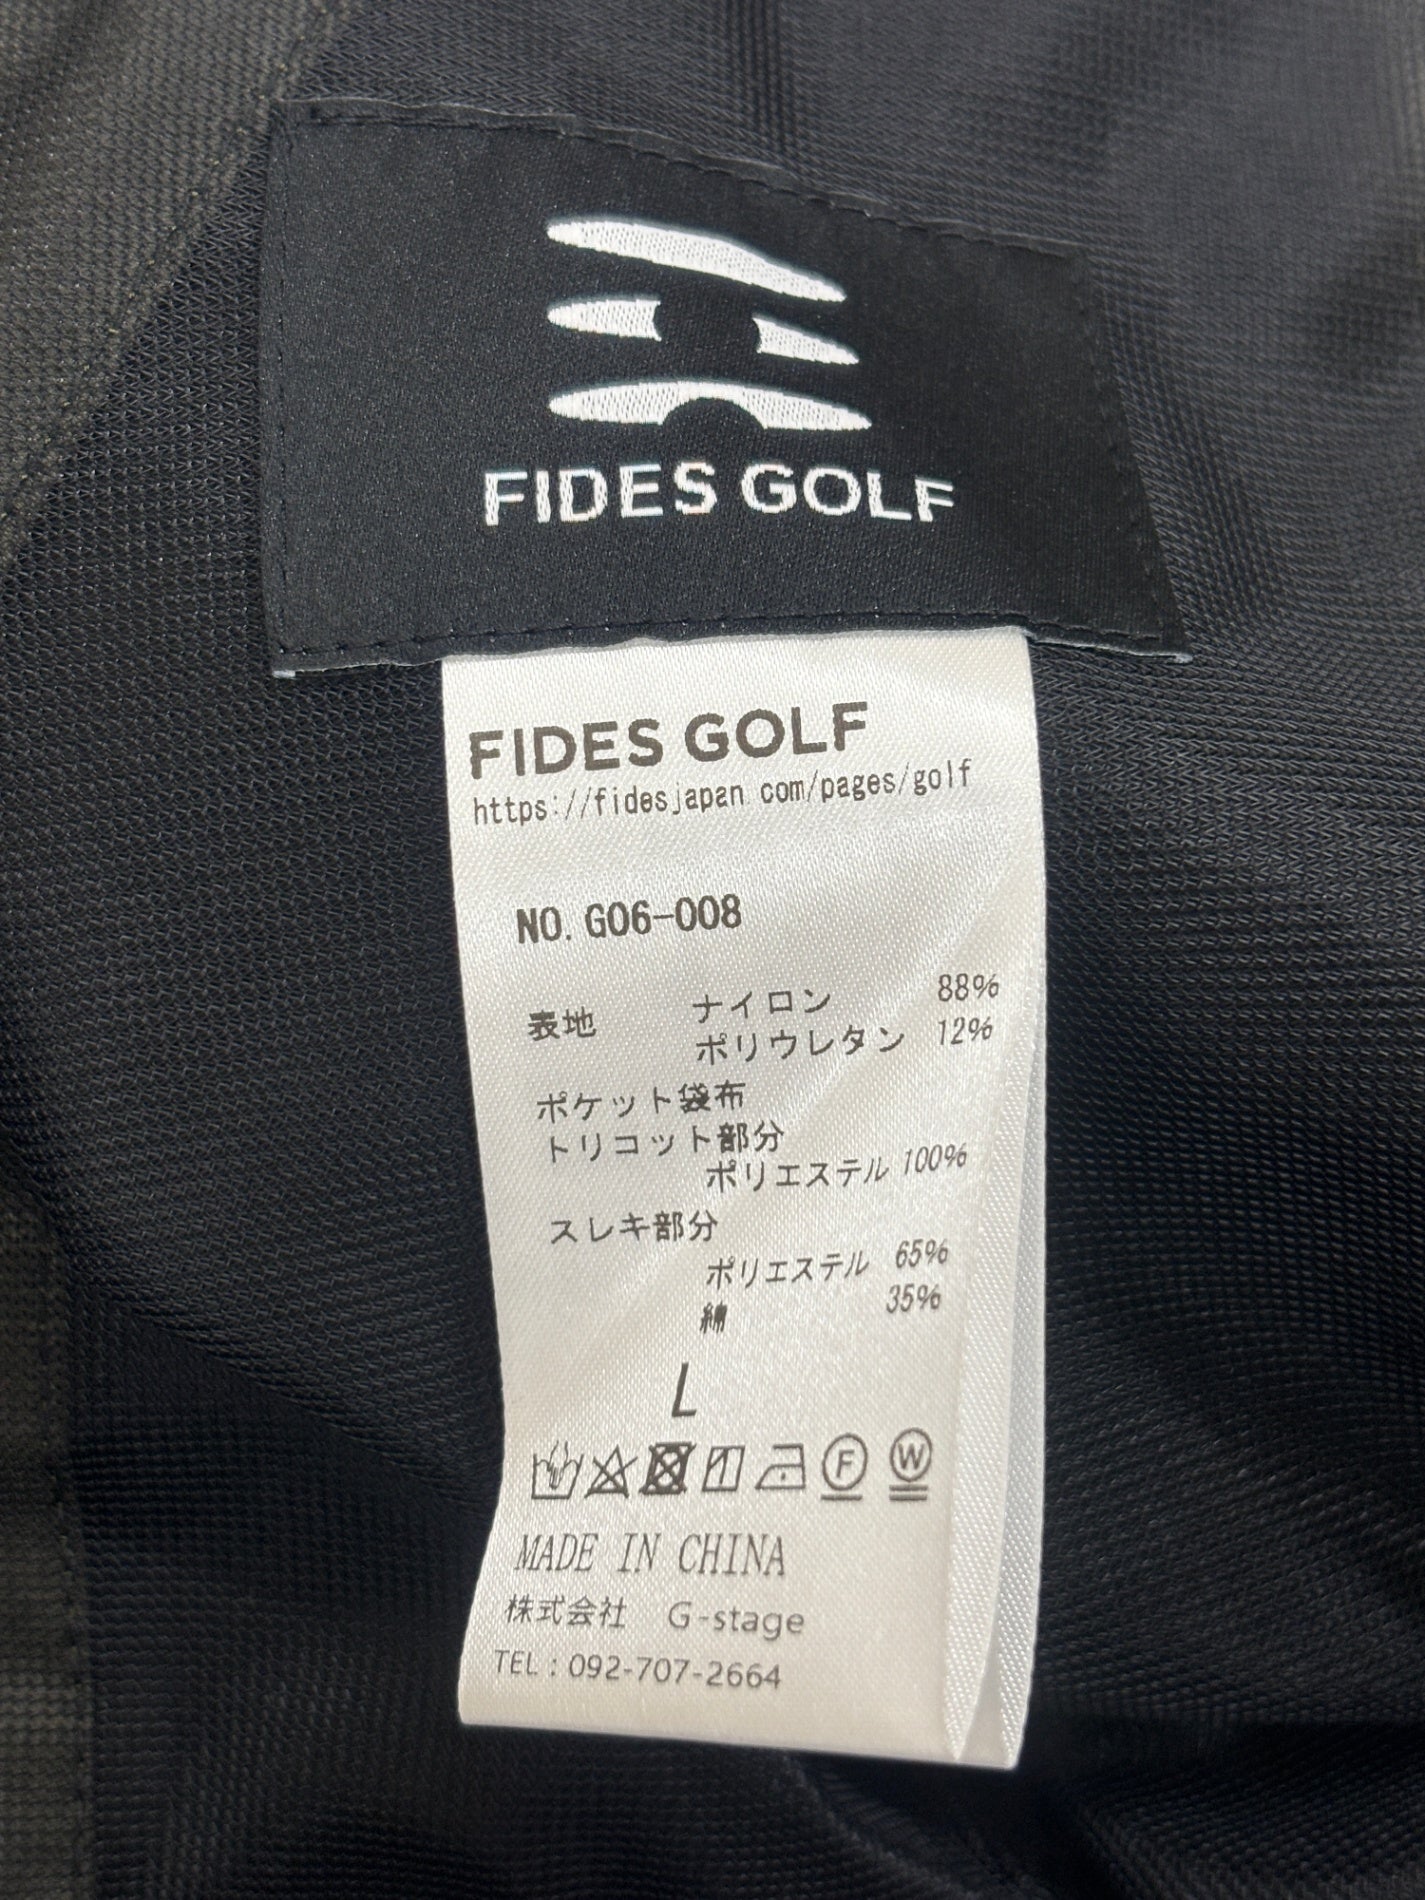 FIDES GOLF
FIDES GOLF
https://fidesjapan.com/pages/golf
NO. G06-008
表地 ナイロン 88%
ポリウレタン 12%
ポケット袋布
トリコット部分
ポリエステル 100%
スレキ部分
ポリエステル 65%
綿 35%
L
F W
MADE IN CHINA
株式会社 G-stage
TEL : 092-707-2664